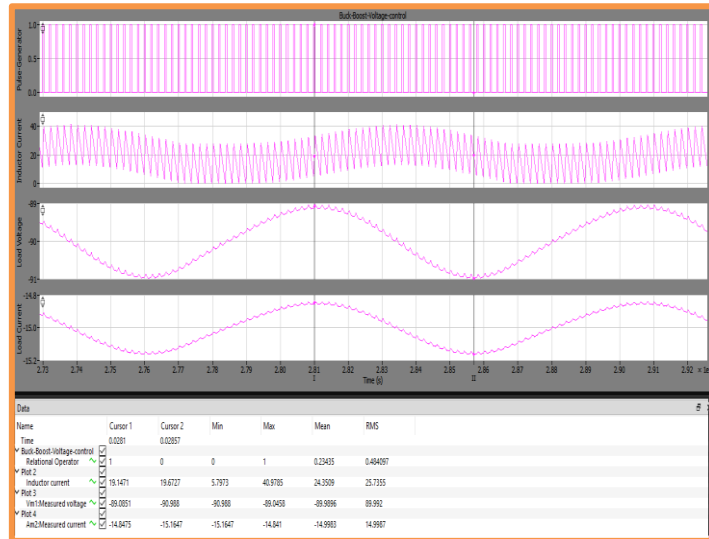 Buck-Boost-Voltage-control
Pulse-Generator
1.0
0.5
0.0
Inductor Current
40
20
0
Load Voltage
-89
-90
-91
Load Current
-14.8
-15.0
-15.2
2.73 2.74 2.75 2.76 2.77 2.78 2.79 2.80 2.81 2.82 2.83 2.84 2.85 2.86 2.87 2.88 2.89 2.90 2.91 2.92
I II
Time (s)
Data
Name Cursor 1 Cursor 2 Min Max Mean RMS
Time 0.0281 0.02857
Buck-Boost-Voltage-control
Relational Operator 1 0 0 1 0.23435 0.484097
Plot 2
Inductor current 19.1471 19.6727 5.7973 40.9785 24.3509 25.7355
Plot 3
Vm1:Measured voltage -89.0851 -90.988 -90.988 -89.0458 -89.9896 89.992
Plot 4
Am2:Measured current -14.8475 -15.1647 -15.1647 -14.841 -14.9983 14.9987